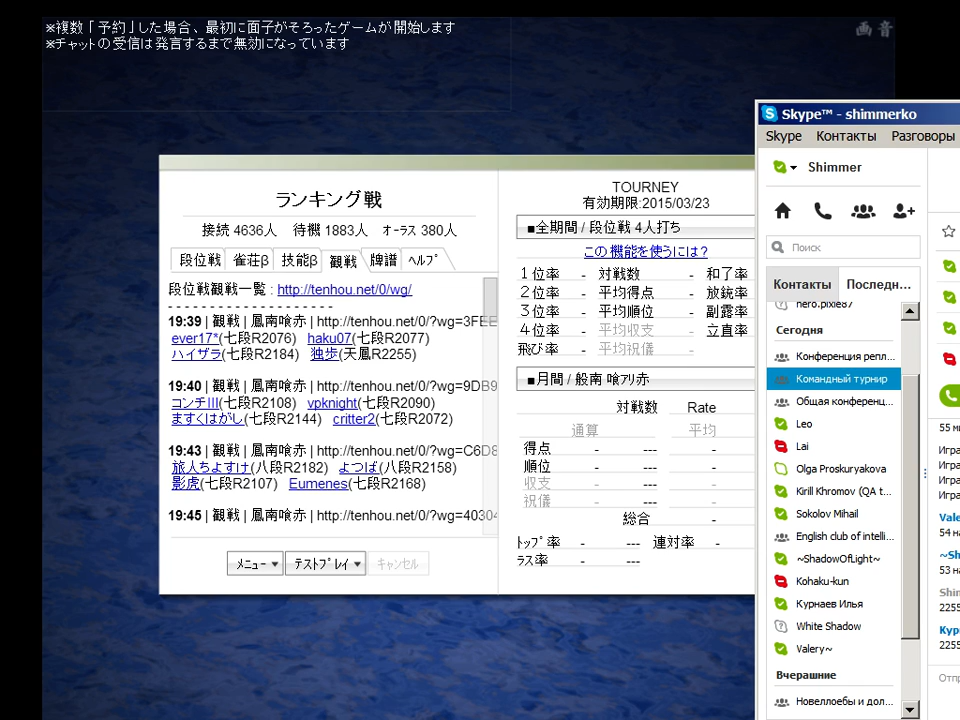 ※複数「予約」した場合、最初に面子がそろったゲームが開始します
※チャットの受信は発言するまで無効になっています
画 音
ランキング戦
接続 4636人 待機 1883人 オーラス 380人
段位戦 雀荘β 技能β 観戦 牌譜 ヘルプ
段位戦観戦一覧 : http://tenhou.net/0/wg/
- - - - - - - - - - - - - - - - - - - -
19:39 | 観戦 | 鳳南喰赤 | http://tenhou.net/0/?wg=3FEE
ever17*(七段R2076) haku07(七段R2077)
ハイザラ(七段R2184) 独歩(天鳳R2255)
19:40 | 観戦 | 鳳南喰赤 | http://tenhou.net/0/?wg=9DB9
コンチIII(七段R2108) vpknight(七段R2090)
ますくはがし(七段R2144) critter2(七段R2072)
19:43 | 観戦 | 鳳南喰赤 | http://tenhou.net/0/?wg=C6D8
旅人ちよすけ(八段R2182) よつば(八段R2158)
影虎(七段R2107) Eumenes(七段R2168)
19:45 | 観戦 | 鳳南喰赤 | http://tenhou.net/0/?wg=40304
メニュー ▼ テストプレイ ▼ キャンセル
TOURNEY
有効期限:2015/03/23
■全期間 / 段位戦 4人打ち
この機能を使うには?
1位率 - 対戦数 - 和了率
2位率 - 平均得点 - 放銃率
3位率 - 平均順位 - 副露率
4位率 - 平均収支 - 立直率
飛び率 - 平均祝儀 -
■月間 / 般南 喰アリ赤
対戦数 Rate
通算 平均
得点 - --- -
順位 - --- -
収支 - --- -
祝儀 - --- -
総合 -
トップ率 - --- 連対率 -
ラス率 - ---
Skype™ - shimmerko
Skype Контакты Разговоры
Shimmer
Поиск
Контакты Последн...
nero.pixie87
Сегодня
Конференция репл...
Командный турнир
Общая конференц...
Leo
Lai
Olga Proskuryakova
Kirill Khromov (QA t...
Sokolov Mihail
English club of intelli...
~ShadowOfLight~
Kohaku-kun
Курнаев Илья
White Shadow
Valery~
Вчерашние
Новеллоебы и дол...
55 ми
Игра
Игра
Игра
Игра
Vale
54 на
~Sh
53 на
Shin
2255
Кур
2255
Отпр